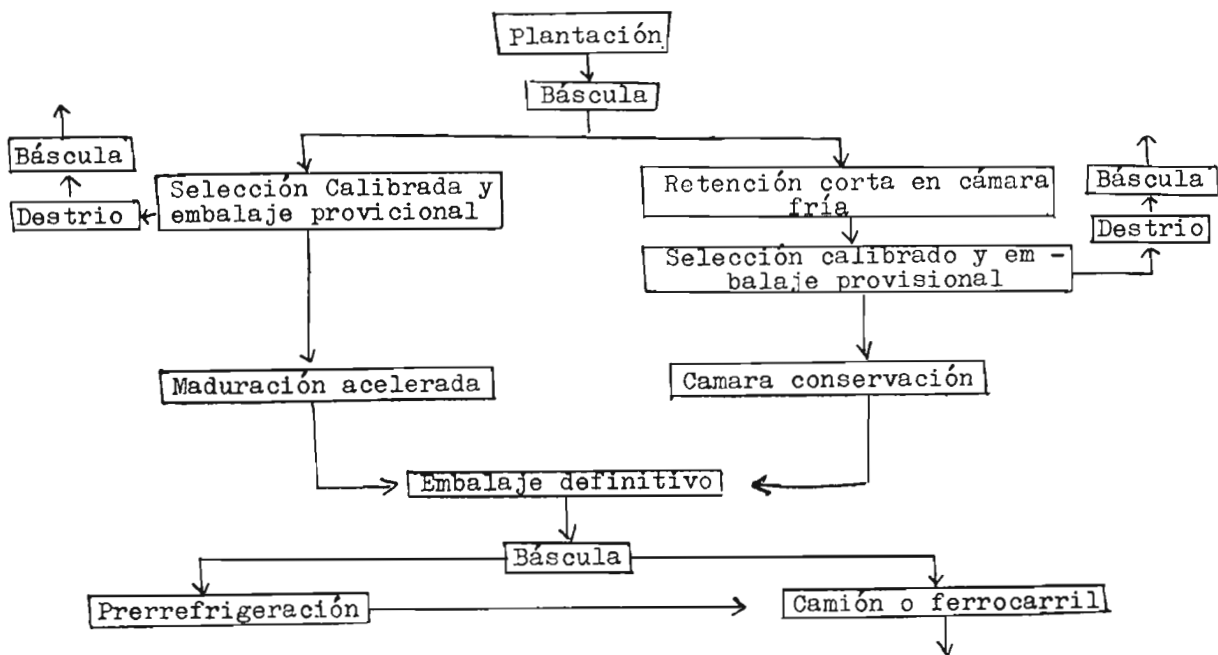 Plantación
Báscula
Báscula
Destrio
Selección Calibrada y
embalaje provicional
Retención corta en cámara
fría
Báscula
Destrio
Selección calibrado y em -
balaje provisional
Maduración acelerada
Camara conservación
Embalaje definitivo
Báscula
Prerrefrigeración
Camión o ferrocarril